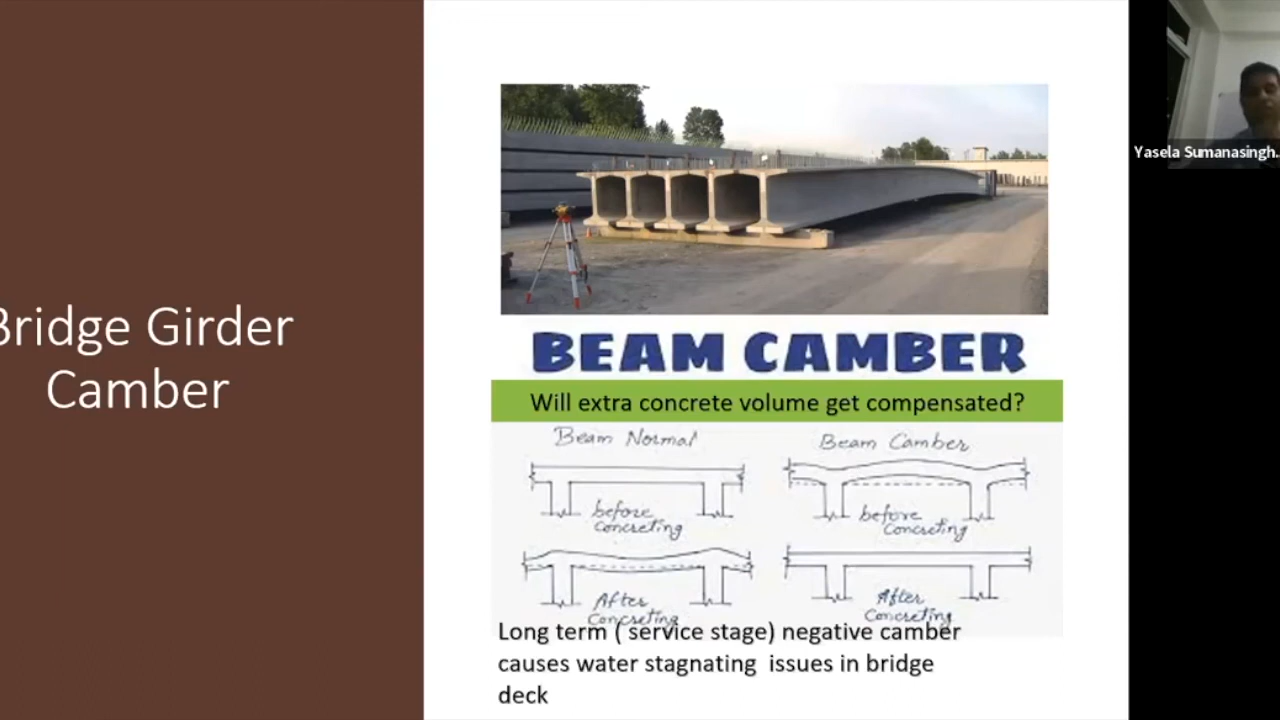 Bridge Girder
Camber
Yasela Sumanasingh...
BEAM CAMBER
Will extra concrete volume get compensated?
Beam Normal
Beam Camber
before
Concreting
before
Concreting
After
Concreting
After
Concreting
Long term ( service stage) negative camber
causes water stagnating issues in bridge
deck